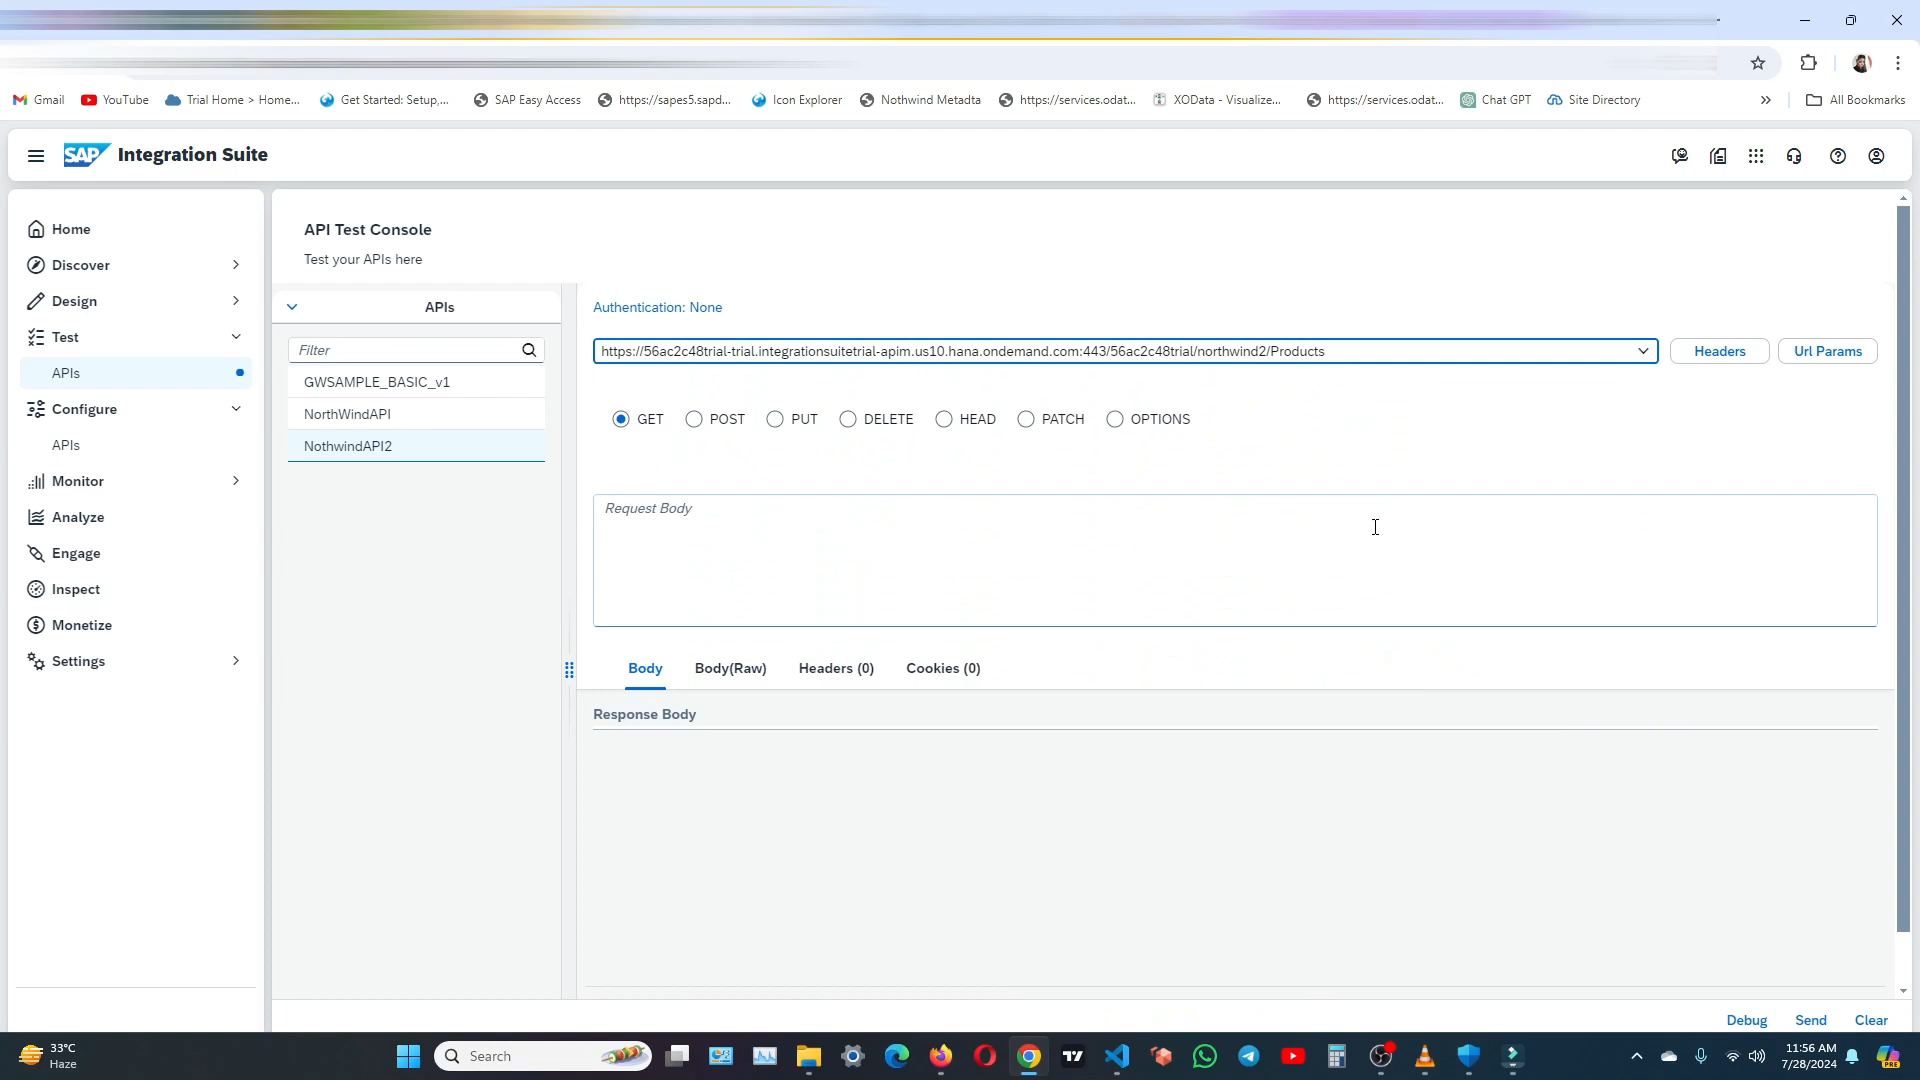 Gmail
YouTube
Trial Home > Home...
Get Started: Setup,...
SAP Easy Access
https://sapes5.sapd...
Icon Explorer
Nothwind Metadta
https://services.odat...
XOData - Visualize...
https://services.odat...
Chat GPT
Site Directory
All Bookmarks
SAP Integration Suite
Home
Discover
Design
Test
APIs
Configure
APIs
Monitor
Analyze
Engage
Inspect
Monetize
Settings
API Test Console
Test your APIs here
APIs
Filter
GWSAMPLE_BASIC_v1
NorthWindAPI
NothwindAPI2
Authentication: None
https://56ac2c48trial-trial.integrationsuitetrial-apim.us10.hana.ondemand.com:443/56ac2c48trial/northwind2/Products
Headers
Url Params
GET POST PUT DELETE HEAD PATCH OPTIONS
Request Body
Body Body(Raw) Headers (0) Cookies (0)
Response Body
Debug Send Clear
33°C
Haze
Search
11:56 AM
7/28/2024
PRE